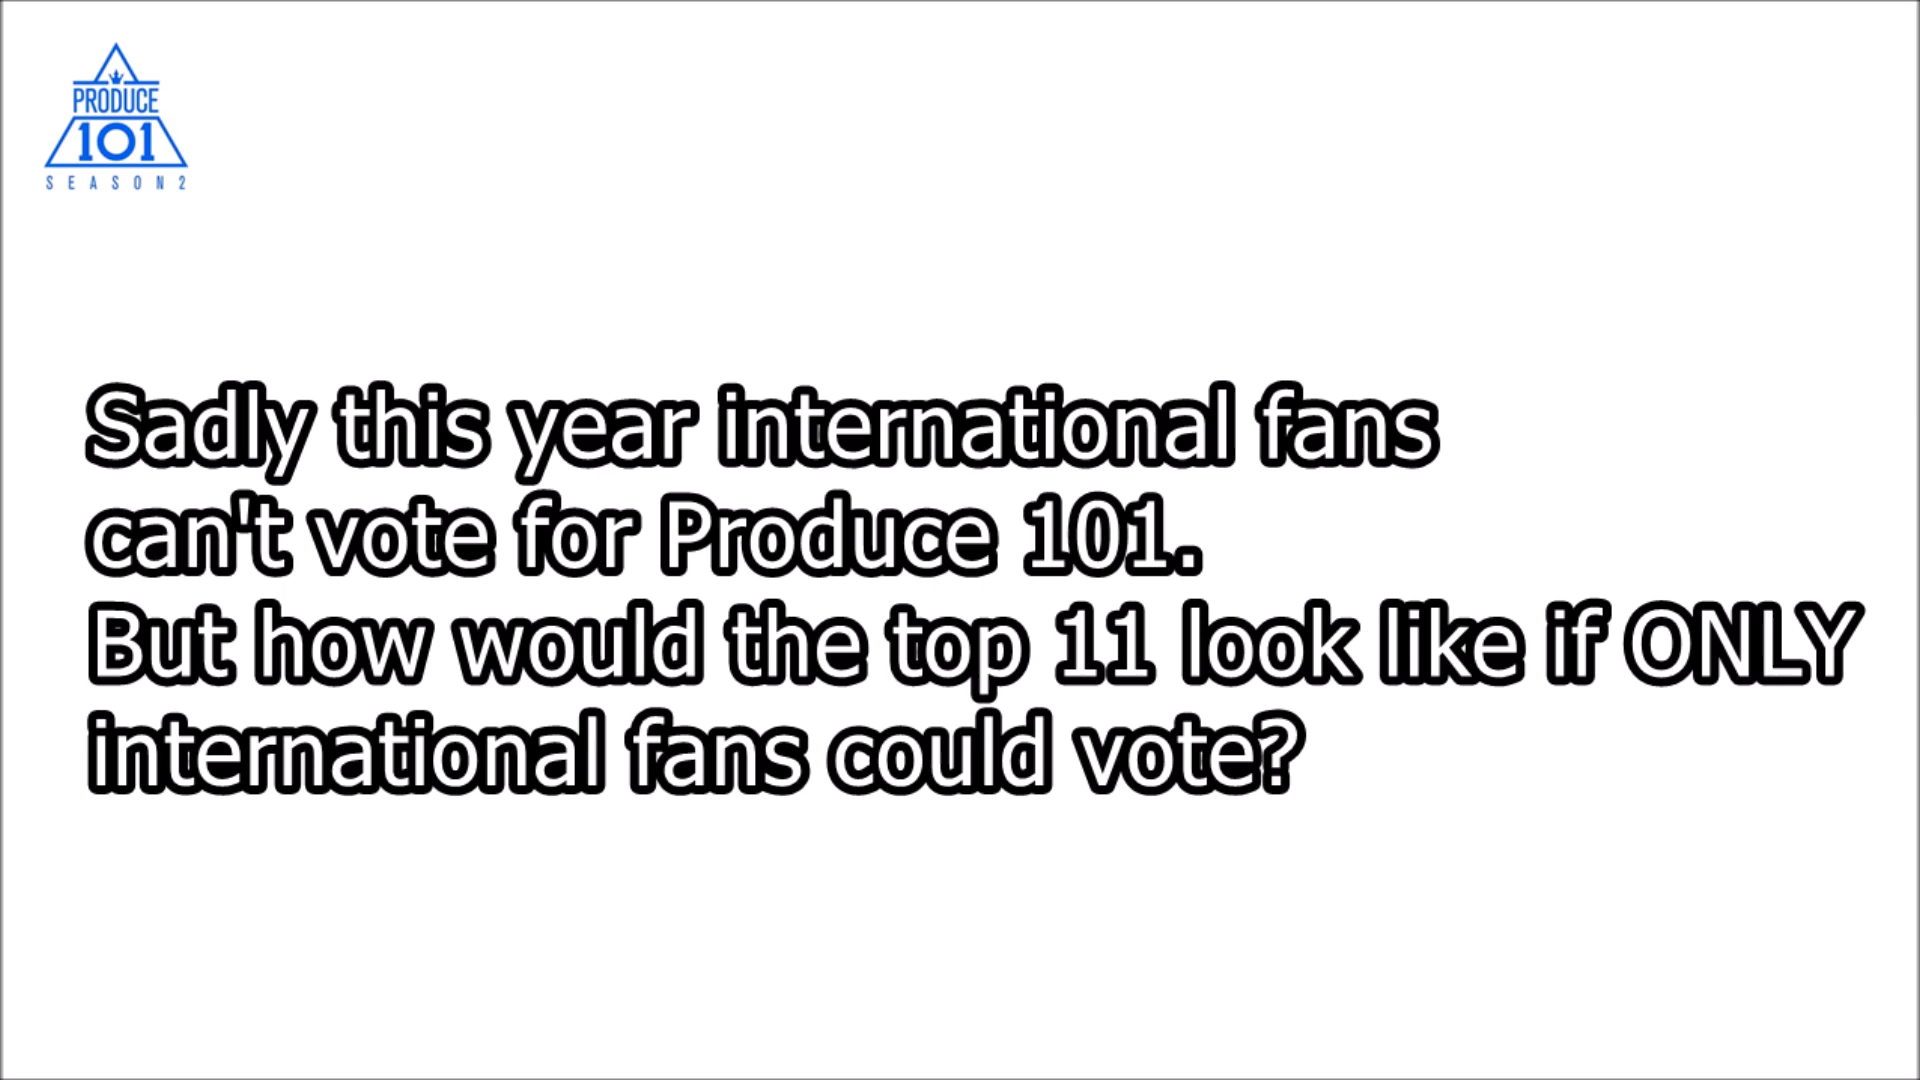 PRODUCE
101
SEASON2
Sadly this year international fans
can't vote for Produce 101.
But how would the top 11 look like if ONLY
international fans could vote?